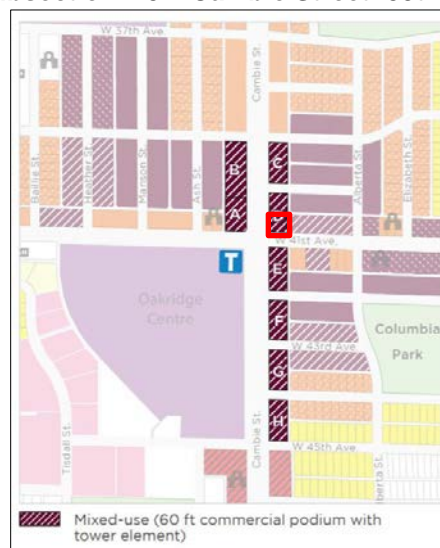 W 37th Ave.
Cambie St.
Baillie St.
Heather St.
Manson St.
Ash St.
Alberta St.
Elizabeth St.
B
C
A
W 41st Ave.
T
E
Oakridge
Centre
F
Columbia
Park
W 43rd Ave.
G
Tisdall St.
Cambie St.
H
W 45th Ave.
Mixed-use (60 ft commercial podium with
tower element)